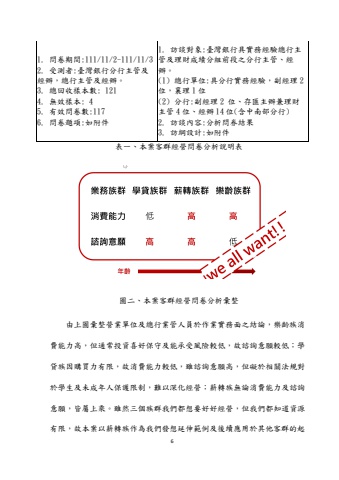 1. 問卷期間:111/11/2-111/11/3
2. 受測者:臺灣銀行分行主管及
經辦，總行主管及經辦。
3. 總回收樣本數: 121
4. 無效樣本: 4
5. 有效問卷數:117
6. 問卷題項:如附件
1. 訪談對象:臺灣銀行具實務經驗總行主
管及理財成績分組前段之分行主管、經
辦。
(1) 總行單位:具分行實務經驗，副經理 2
位、襄理 1 位
(2) 分行:副經理 2 位、存匯主辦兼理財
主管 4 位、經辦 14 位(含中南部分行)
2. 訪談內容:分析問卷結果
3. 訪綱設計:如附件
表一、本案客群經營問卷分析說明表
業務族群 學貸族群 薪轉族群 樂齡族群
消費能力 低 高 高
諮詢意願 高 高 低
we all want!!
年齡
圖二、本案客群經營問卷分析彙整
由上圖彙整營業單位及總行業管人員於作業實務面之結論，樂齡族消
費能力高，但通常投資喜好保守及能承受風險較低，故諮詢意願較低；學
貸族因購買力有限，故消費能力較低，雖諮詢意願高，但礙於相關法規對
於學生及未成年人保護限制，難以深化經營；薪轉族無論消費能力及諮詢
意願，皆屬上乘。雖然三個族群我們都想要好好經營，但我們都知道資源
有限，故本案以薪轉族作為我們發想延伸範例及後續應用於其他客群的起
6